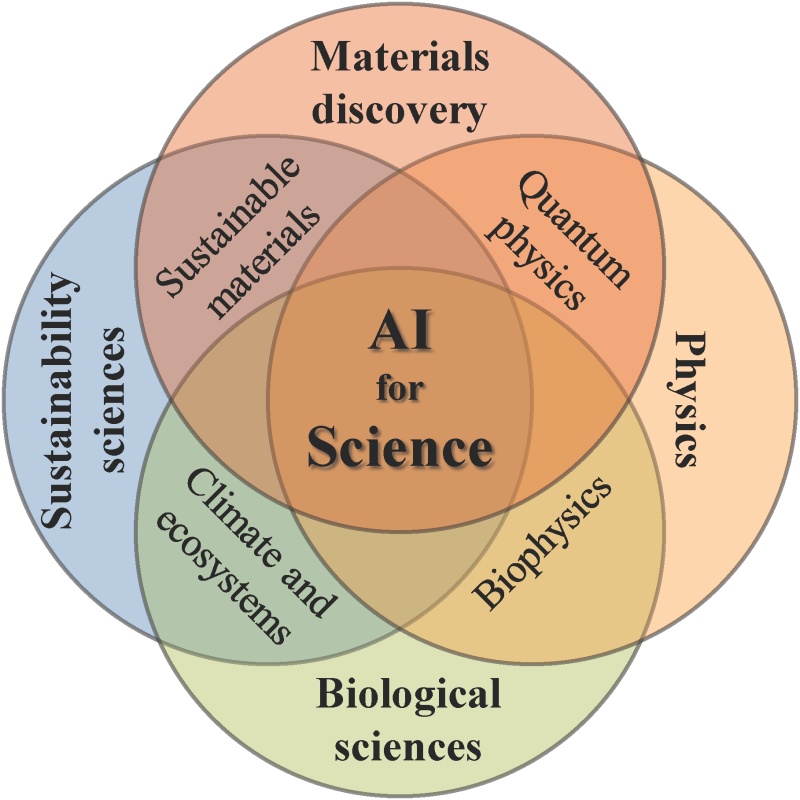 Materials
discovery
Sustainable
materials
Quantum
physics
Sustainability
sciences
AI
for
Science
Physics
Climate and
ecosystems
Biophysics
Biological
sciences